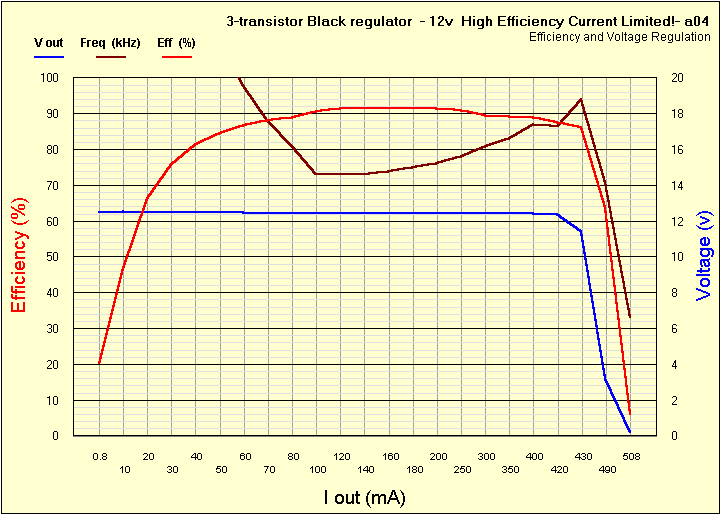 3-transistor Black regulator - 12v High Efficiency Current Limited!- a04
Efficiency and Voltage Regulation
V out Freq (kHz) Eff (%)
100 20
90 18
80 16
70 14
60 12
50 10
40 8
30 6
20 4
10 2
0 0
Efficiency (%)
Voltage (v)
0.8 20 40 60 80 120 160 200 300 400 430 508
10 30 50 70 100 140 180 250 350 420 490
I out (mA)